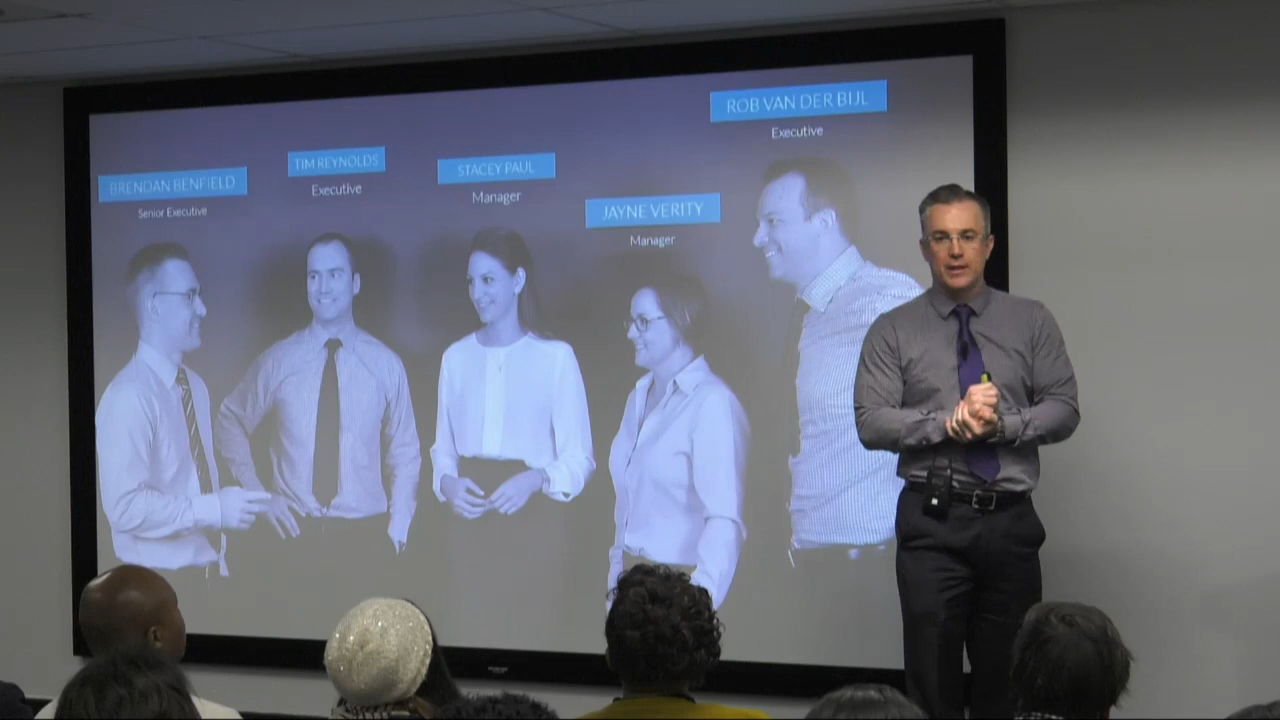 BRENDAN BENFIELD
Senior Executive
TIM REYNOLDS
Executive
STACEY PAUL
Manager
JAYNE VERITY
Manager
ROB VAN DER BIJL
Executive